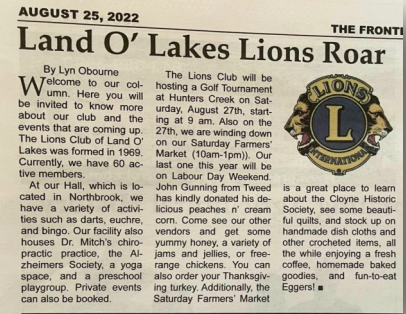 AUGUST 25, 2022
THE FRONTI
Land O' Lakes Lions Roar
By Lyn Obourne
Welcome to our col-
umn. Here you will
be invited to know more
about our club and the
events that are coming up.
The Lions Club of Land O'
Lakes was formed in 1969.
Currently, we have 60 ac-
tive members.
At our Hall, which is lo-
cated in Northbrook, we
have a variety of activi-
ties such as darts, euchre,
and bingo. Our facility also
houses Dr. Mitch's chiro-
practic practice, the Al-
zheimers Society, a yoga
space, and a preschool
playgroup. Private events
can also be booked.
The Lions Club will be
hosting a Golf Tournament
at Hunters Creek on Sat-
urday, August 27th, start-
ing at 9 am. Also on the
27th, we are winding down
on our Saturday Farmers'
Market (10am-1pm)). Our
last one this year will be
on Labour Day Weekend.
John Gunning from Tweed
has kindly donated his de-
licious peaches n' cream
corn. Come see our other
vendors and get some
yummy honey, a variety of
jams and jellies, or free-
range chickens. You can
also order your Thanksgiv-
ing turkey. Additionally, the
Saturday Farmers' Market
LIONS
L
INTERNATIONAL
is a great place to learn
about the Cloyne Historic
Society, see some beauti-
ful quilts, and stock up on
handmade dish cloths and
other crocheted items, all
the while enjoying a fresh
coffee, homemade baked
goodies, and fun-to-eat
Eggers! ■